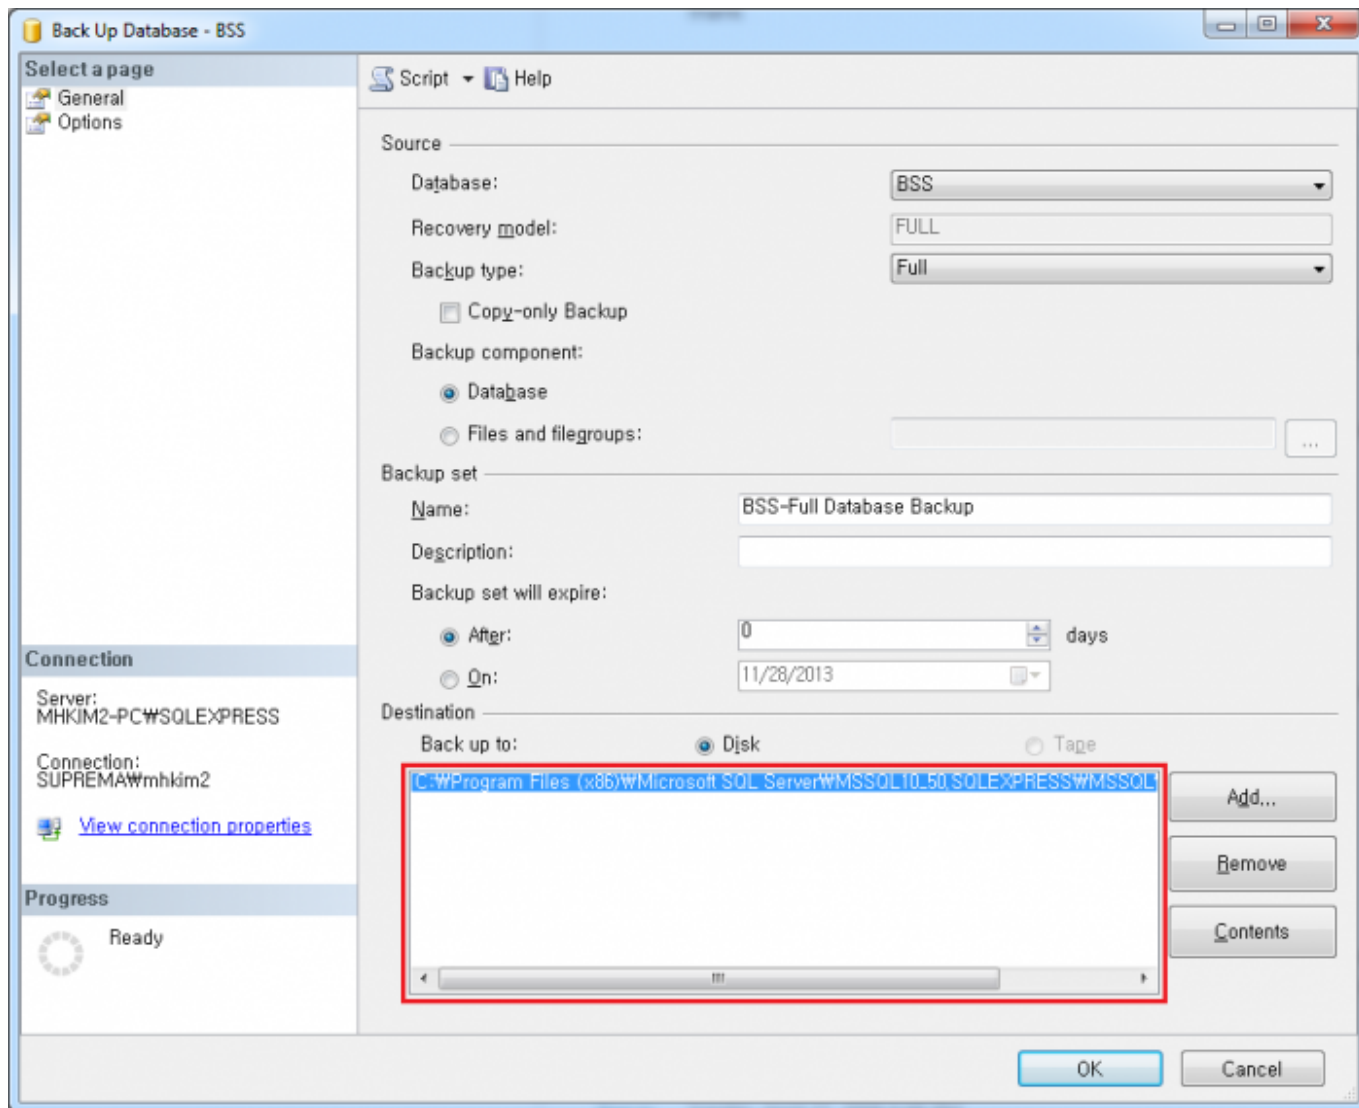 Back Up Database - BSS
Select a page
General
Options
Script Help
Source
Database: BSS
Recovery model: FULL
Backup type: Full
Copy-only Backup
Backup component:
Database
Files and filegroups: ...
Backup set
Name: BSS-Full Database Backup
Description:
Backup set will expire:
After: 0 days
On: 11/28/2013
Destination
Back up to: Disk Tape
C:₩Program Files (x86)₩Microsoft SQL Server₩MSSQL10_50.SQLEXPRESS₩MSSQL
Add...
Remove
Contents
Connection
Server:
MHKIM2-PC₩SQLEXPRESS
Connection:
SUPREMA₩mhkim2
View connection properties
Progress
Ready
OK Cancel